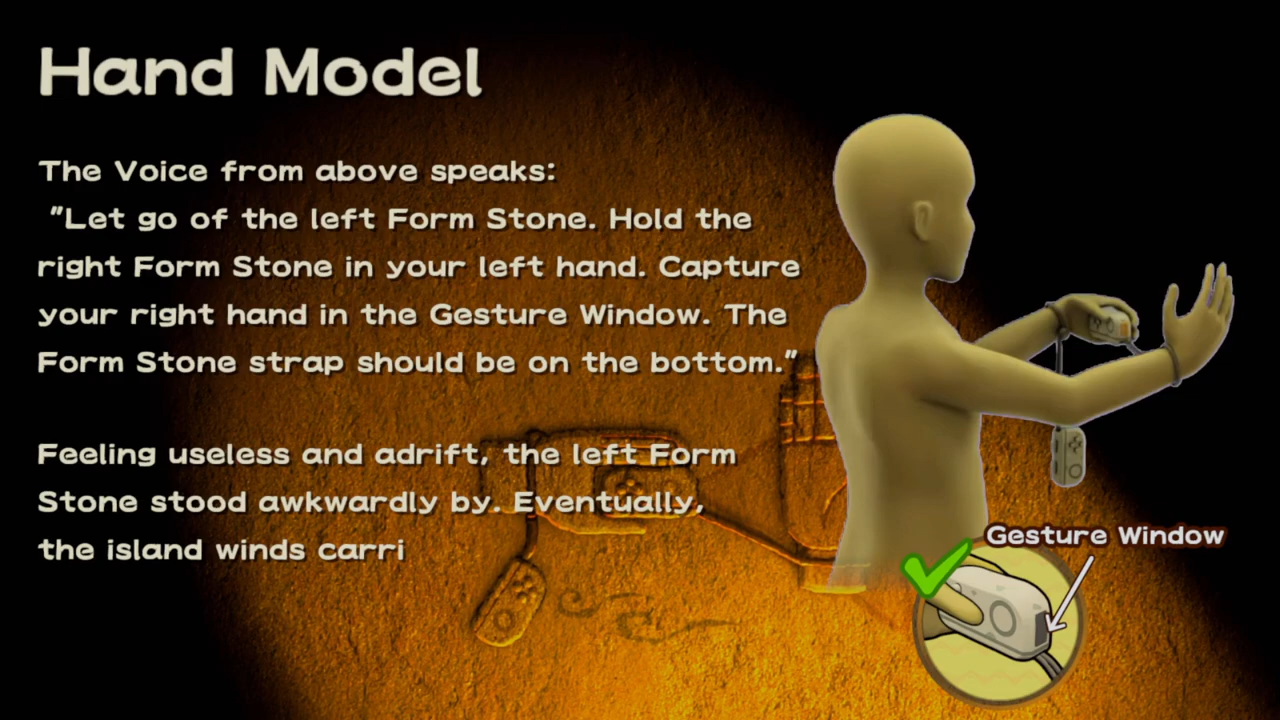 Hand Model
The Voice from above speaks:
"Let go of the left Form Stone. Hold the
right Form Stone in your left hand. Capture
your right hand in the Gesture Window. The
Form Stone strap should be on the bottom."
Feeling useless and adrift, the left Form
Stone stood awkwardly by. Eventually,
the island winds carri
Gesture Window